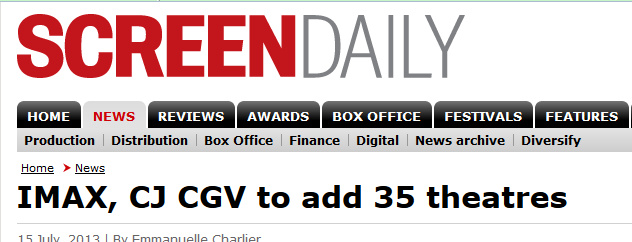 SCREENDAILY
HOME NEWS REVIEWS AWARDS BOX OFFICE FESTIVALS FEATURES
Production | Distribution | Box Office | Finance | Digital | News archive | Diversify
Home News
IMAX, CJ CGV to add 35 theatres
15 July, 2013 | By Emmanuelle Charlier